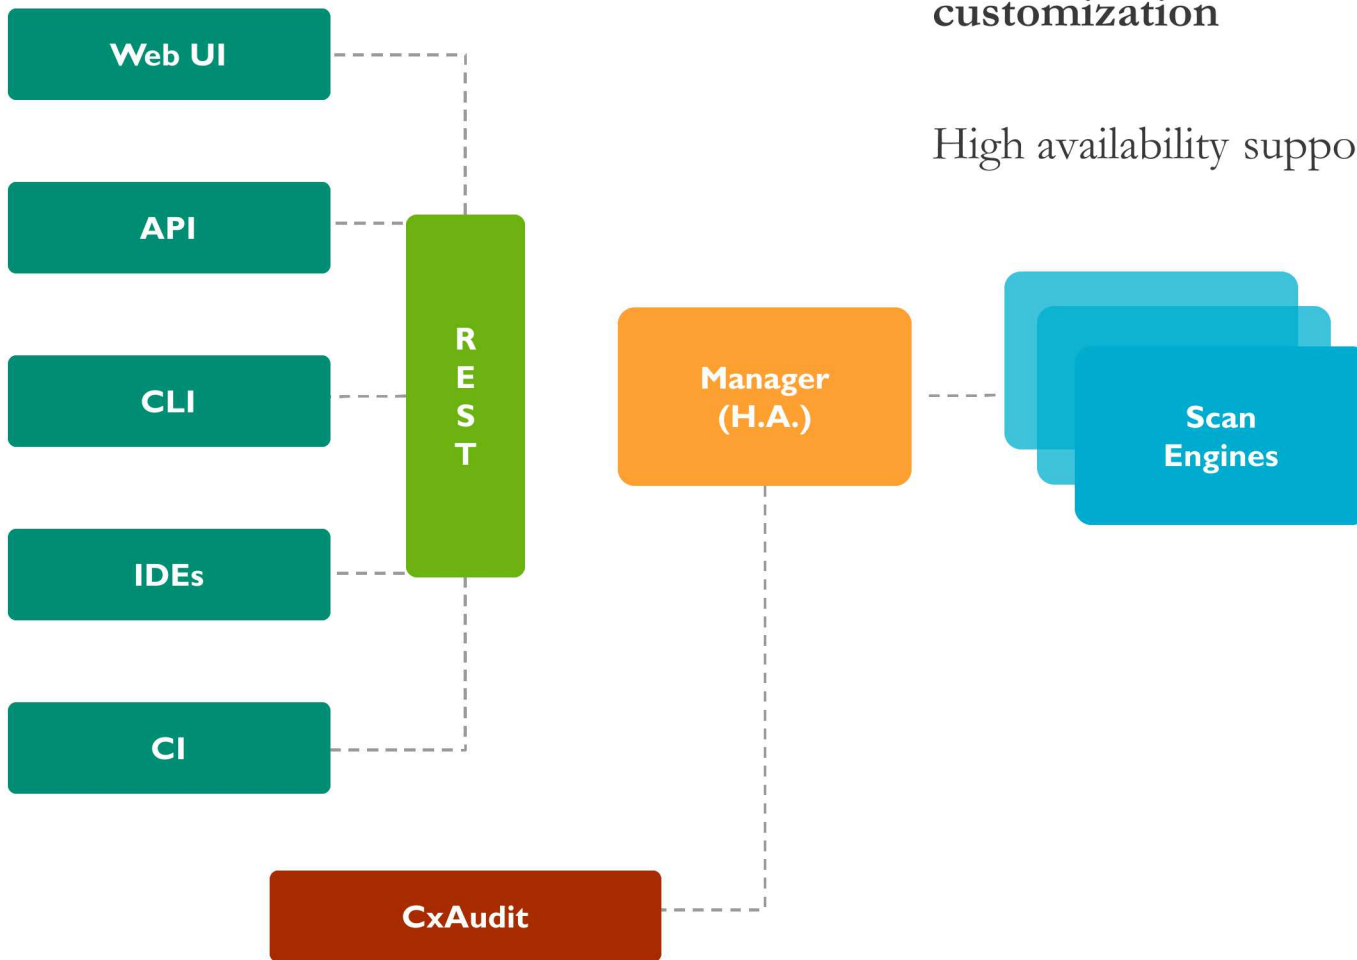 customization
High availability suppo
Web UI
API
CLI
IDEs
CI
R
E
S
T
Manager
(H.A.)
Scan
Engines
CxAudit